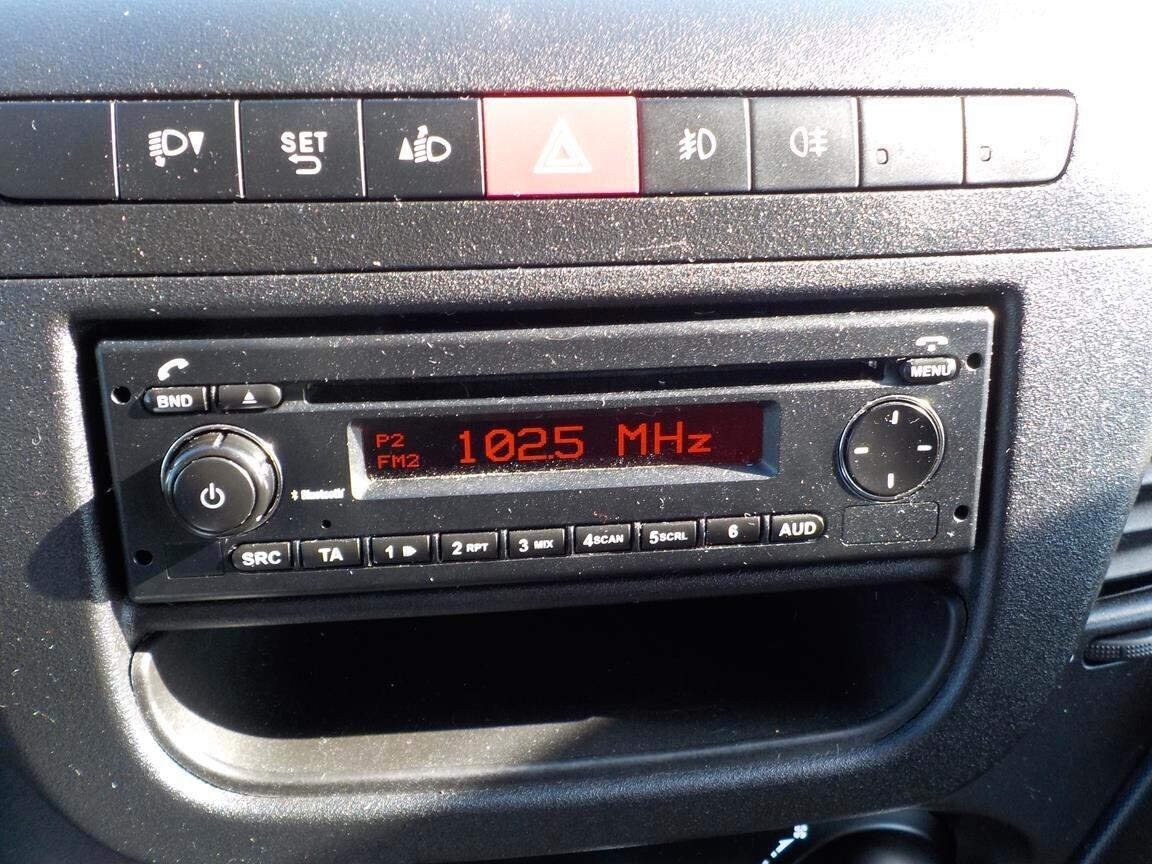 SET
BND
MENU
P2
FM2
102.5 MHz
Bluetooth
SRC
TA
1
2 RPT
3 MIX
4SCAN
5SCRL
6
AUD